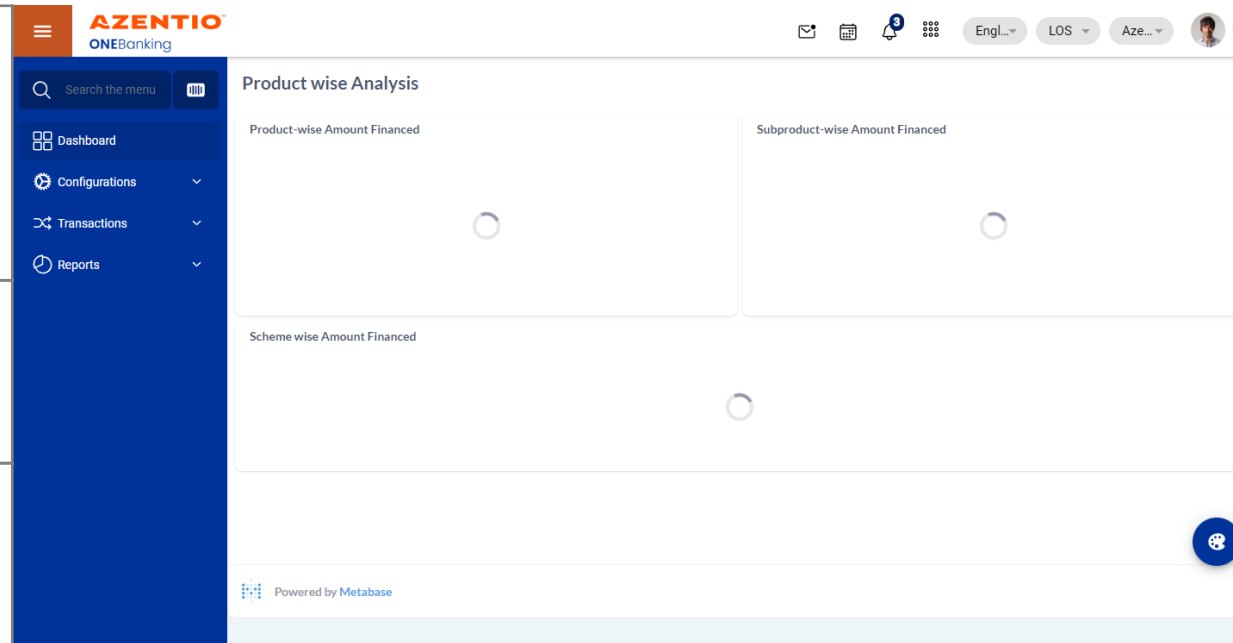 AZENTIO
ONEBanking
3
Engl...
LOS
Aze...
Search the menu
Dashboard
Configurations
Transactions
Reports
Product wise Analysis
Product-wise Amount Financed
Subproduct-wise Amount Financed
Scheme wise Amount Financed
Powered by Metabase